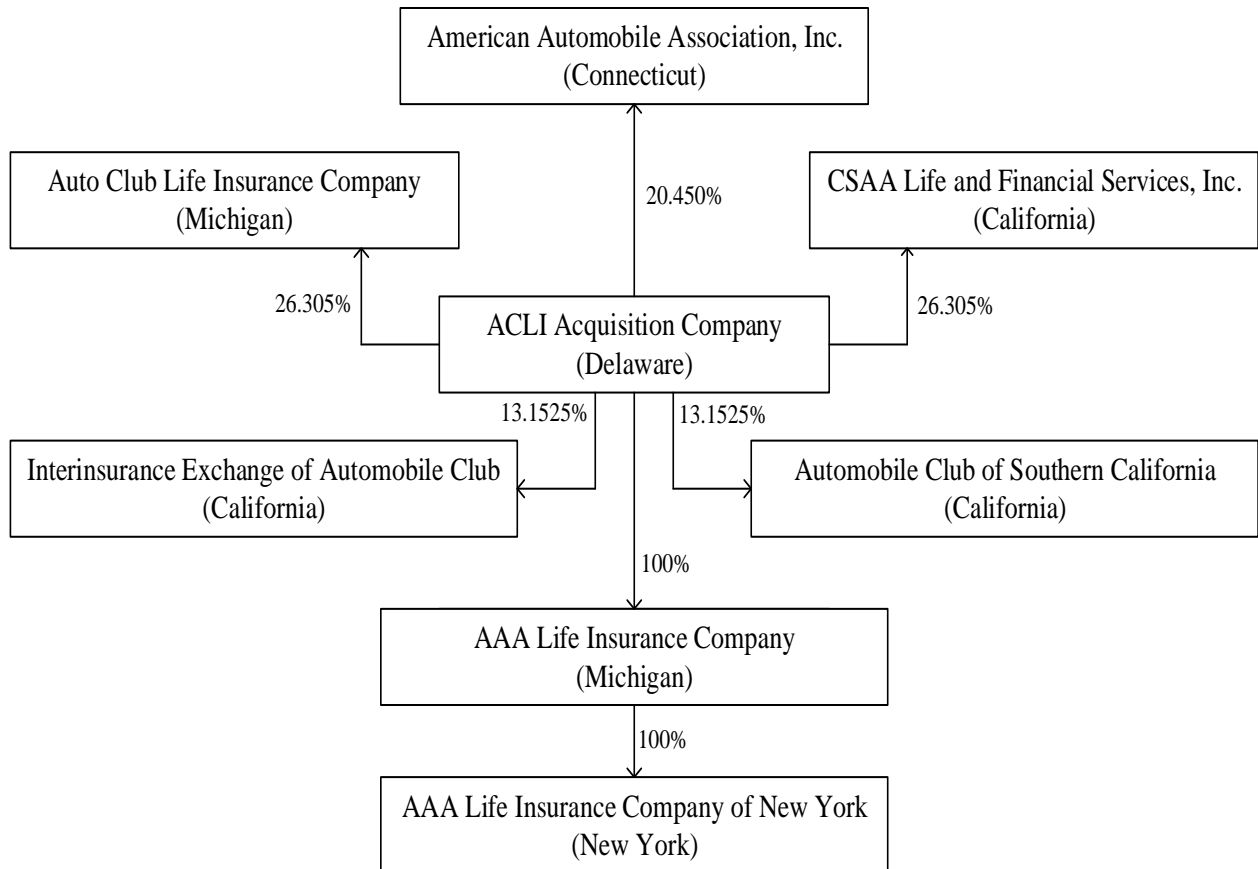 American Automobile Association, Inc.
(Connecticut)
Auto Club Life Insurance Company
(Michigan)
CSAA Life and Financial Services, Inc.
(California)
20.450%
26.305%
26.305%
ACLI Acquisition Company
(Delaware)
13.1525%
13.1525%
Interinsurance Exchange of Automobile Club
(California)
Automobile Club of Southern California
(California)
100%
AAA Life Insurance Company
(Michigan)
100%
AAA Life Insurance Company of New York
(New York)